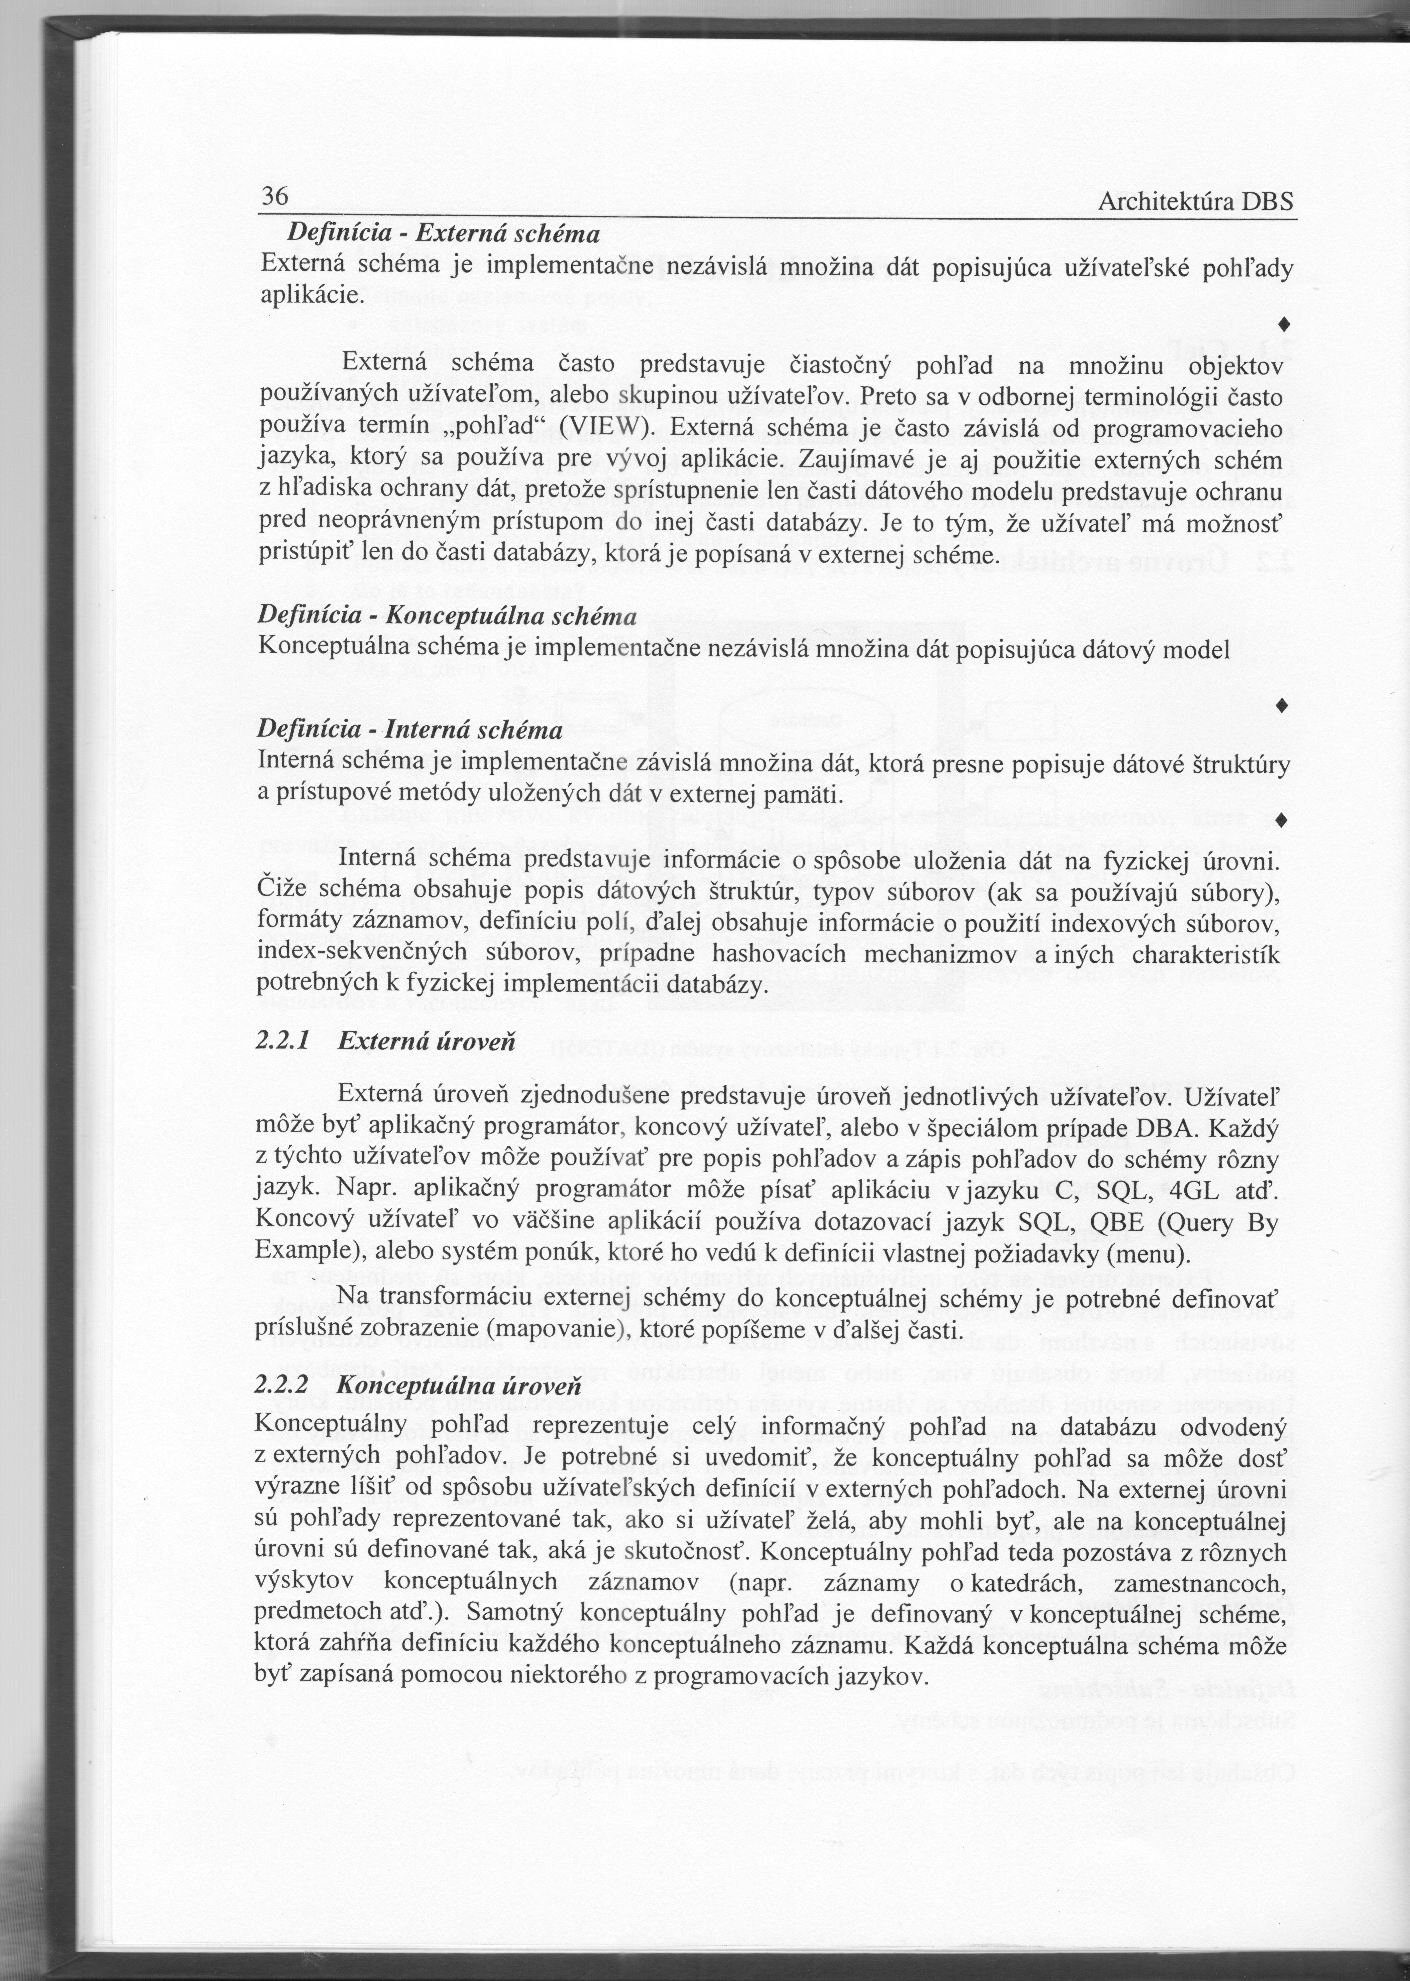 36
Architektúra DBS
Definícia - Externá schéma
Externá schéma je implementačne nezávislá množina dát popisujúca užívateľské pohľady
aplikácie.
♦
Externá schéma často predstavuje čiastočný pohľad na množinu objektov
používaných užívateľom, alebo skupinou užívateľov. Preto sa v odbornej terminológii často
používa termín „pohľad“ (VIEW). Externá schéma je často závislá od programovacieho
jazyka, ktorý sa používa pre vývoj aplikácie. Zaujímavé je aj použitie externých schém
z hľadiska ochrany dát, pretože sprístupnenie len časti dátového modelu predstavuje ochranu
pred neoprávneným prístupom do inej časti databázy. Je to tým, že užívateľ má možnosť
pristúpiť len do časti databázy, ktorá je popísaná v externej schéme.
Definícia - Konceptuálna schéma
Konceptuálna schéma je implementačne nezávislá množina dát popisujúca dátový model
♦
Definícia - Interná schéma
Interná schéma je implementačne závislá množina dát, ktorá presne popisuje dátové štruktúry
a prístupové metódy uložených dát v externej pamäti.
♦
Interná schéma predstavuje informácie o spôsobe uloženia dát na fyzickej úrovni.
Čiže schéma obsahuje popis dátových štruktúr, typov súborov (ak sa používajú súbory),
formáty záznamov, definíciu polí, ďalej obsahuje informácie o použití indexových súborov,
index-sekvenčných súborov, prípadne hashovacích mechanizmov a iných charakteristík
potrebných k fyzickej implementácii databázy.
2.2.1 Externá úroveň
Externá úroveň zjednodušene predstavuje úroveň jednotlivých užívateľov. Užívateľ
môže byť aplikačný programátor, koncový užívateľ, alebo v špeciálom prípade DBA. Každý
z týchto užívateľov môže používať pre popis pohľadov a zápis pohľadov do schémy rôzny
jazyk. Napr. aplikačný programátor môže písať aplikáciu v jazyku C, SQL, 4GL atď.
Koncový užívateľ vo väčšine aplikácií používa dotazovací jazyk SQL, QBE (Query By
Example), alebo systém ponúk, ktoré ho vedú k definícii vlastnej požiadavky (menu).
Na transformáciu externej schémy do konceptuálnej schémy je potrebné definovať
príslušné zobrazenie (mapovanie), ktoré popíšeme v ďalšej časti.
2.2.2 Konceptuálna úroveň
Konceptuálny pohľad reprezentuje celý informačný pohľad na databázu odvodený
z externých pohľadov. Je potrebné si uvedomiť, že konceptuálny pohľad sa môže dosť
výrazne líšiť od spôsobu užívateľských definícií v externých pohľadoch. Na externej úrovni
sú pohľady reprezentované tak, ako si užívateľ želá, aby mohli byť, ale na konceptuálnej
úrovni sú definované tak, aká je skutočnosť. Konceptuálny pohľad teda pozostáva z rôznych
výskytov konceptuálnych záznamov (napr. záznamy o katedrách, zamestnancoch,
predmetoch atď.). Samotný konceptuálny pohľad je definovaný v konceptuálnej schéme,
ktorá zahŕňa definíciu každého konceptuálneho záznamu. Každá konceptuálna schéma môže
byť zapísaná pomocou niektorého z programovacích jazykov.